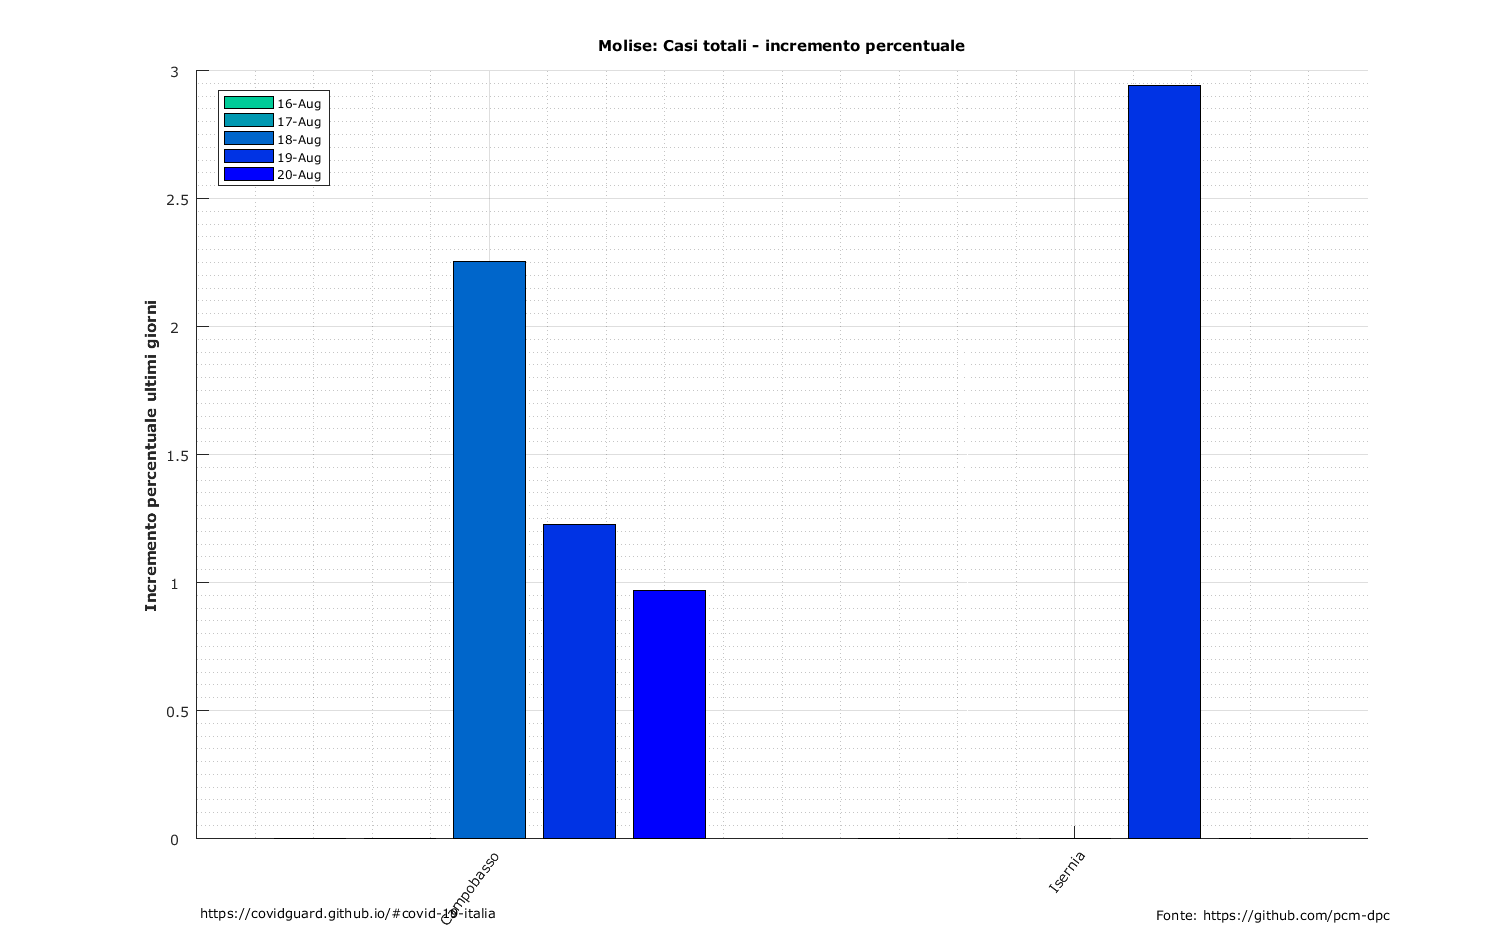 Molise: Casi totali - incremento percentuale
3
2.5
2
1.5
1
0.5
0
Incremento percentuale ultimi giorni
16-Aug
17-Aug
18-Aug
19-Aug
20-Aug
Campobasso
Isernia
https://covidguard.github.io/#covid-19-italia
Fonte: https://github.com/pcm-dpc